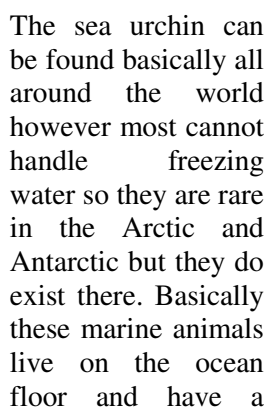 The sea urchin can
be found basically all
around the world
however most cannot
handle freezing
water so they are rare
in the Arctic and
Antarctic but they do
exist there. Basically
these marine animals
live on the ocean
floor and have a